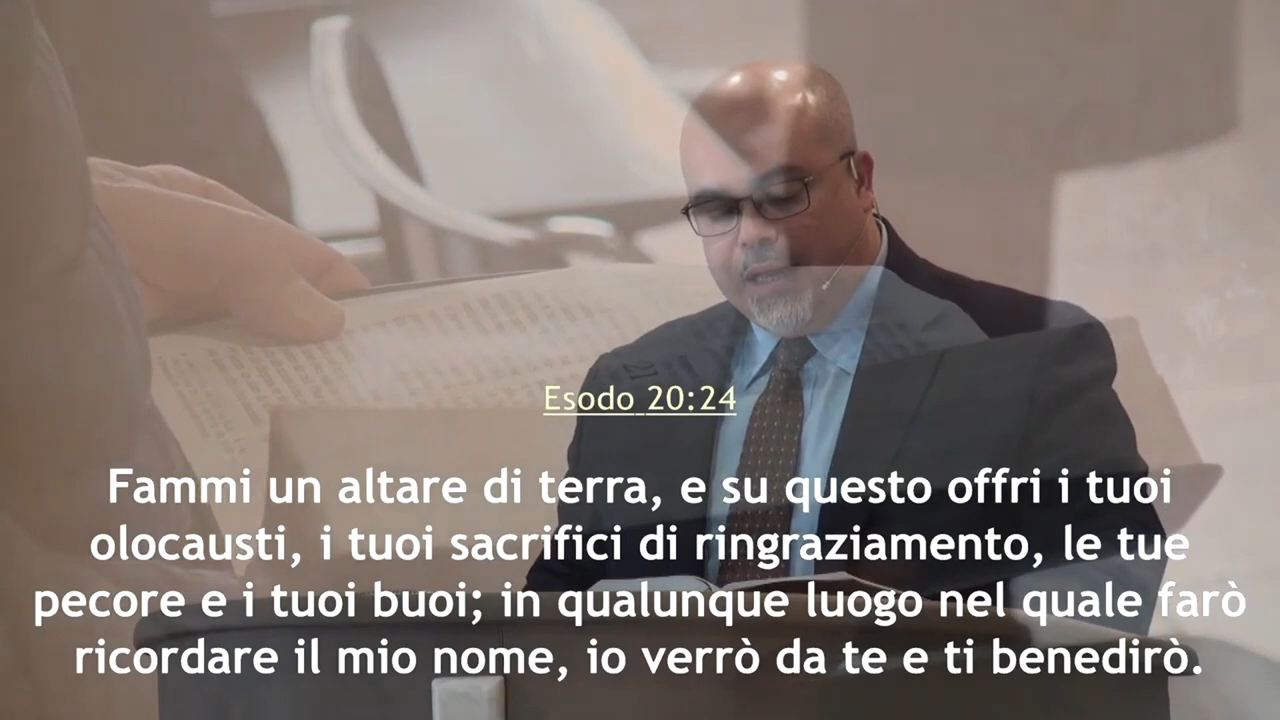 Esodo 20:24
Fammi un altare di terra, e su questo offri i tuoi
olocausti, i tuoi sacrifici di ringraziamento, le tue
pecore e i tuoi buoi; in qualunque luogo nel quale farò
ricordare il mio nome, io verrò da te e ti benedirò.